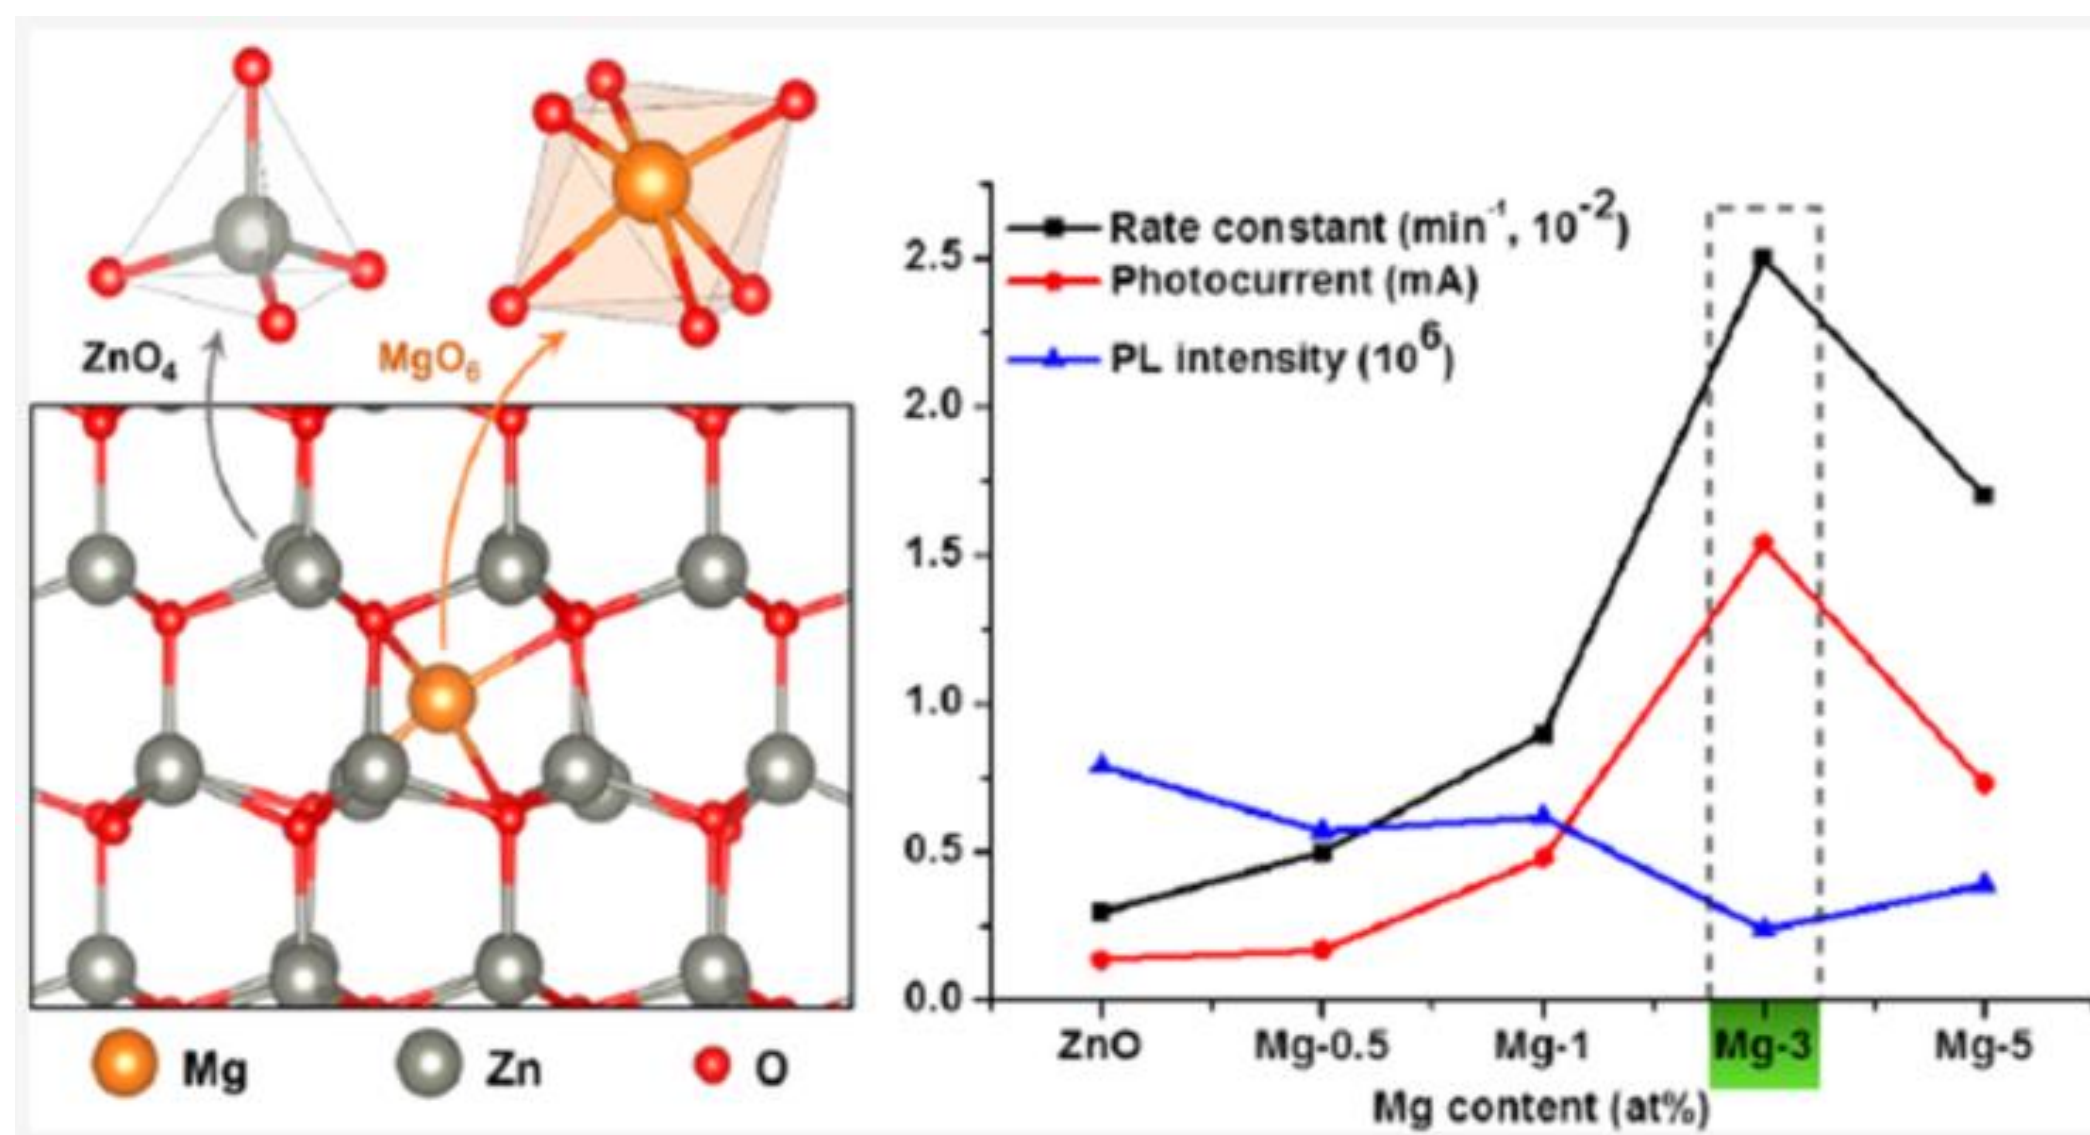 ZnO₄
MgO₆
Mg
Zn
O
Rate constant (min⁻¹, 10⁻²)
Photocurrent (mA)
PL intensity (10⁶)
2.5
2.0
1.5
1.0
0.5
0.0
ZnO Mg-0.5 Mg-1 Mg-3 Mg-5
Mg content (at%)